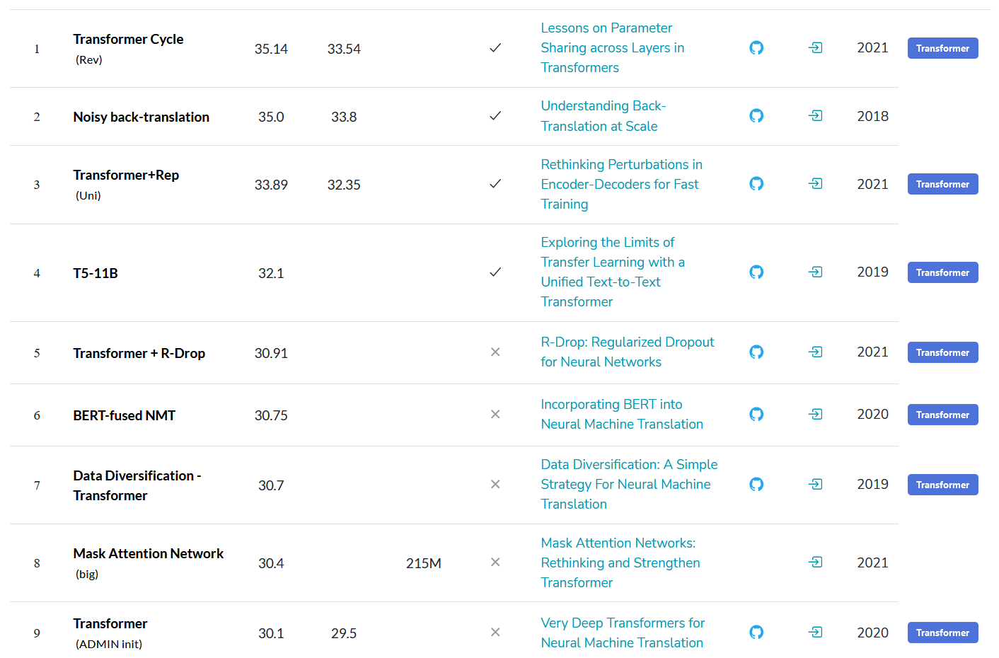 1 Transformer Cycle (Rev) 35.14 33.54 ✓ Lessons on Parameter Sharing across Layers in Transformers 2021 Transformer
2 Noisy back-translation 35.0 33.8 ✓ Understanding Back-Translation at Scale 2018
3 Transformer+Rep (Uni) 33.89 32.35 ✓ Rethinking Perturbations in Encoder-Decoders for Fast Training 2021 Transformer
4 T5-11B 32.1 ✓ Exploring the Limits of Transfer Learning with a Unified Text-to-Text Transformer 2019 Transformer
5 Transformer + R-Drop 30.91 ✕ R-Drop: Regularized Dropout for Neural Networks 2021 Transformer
6 BERT-fused NMT 30.75 ✕ Incorporating BERT into Neural Machine Translation 2020 Transformer
7 Data Diversification - Transformer 30.7 ✕ Data Diversification: A Simple Strategy For Neural Machine Translation 2019 Transformer
8 Mask Attention Network (big) 30.4 215M ✕ Mask Attention Networks: Rethinking and Strengthen Transformer 2021
9 Transformer (ADMIN init) 30.1 29.5 ✕ Very Deep Transformers for Neural Machine Translation 2020 Transformer